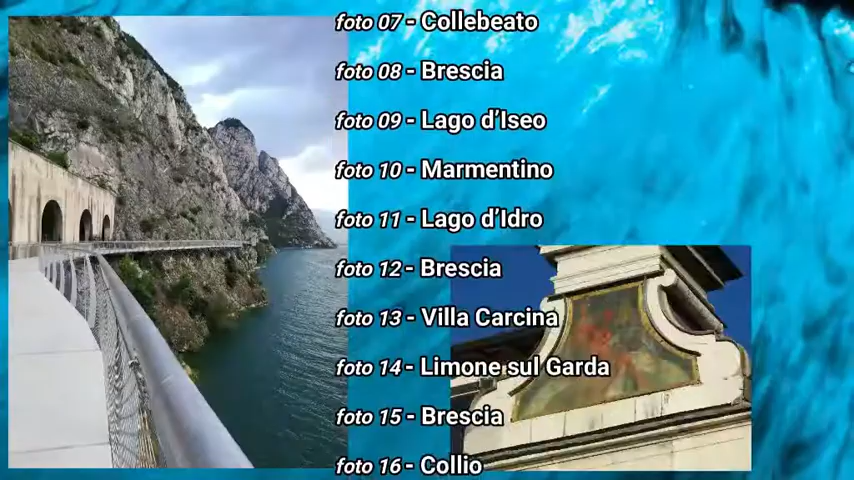 foto 07 - Collebeato
foto 08 - Brescia
foto 09 - Lago d’Iseo
foto 10 - Marmentino
foto 11 - Lago d’Idro
foto 12 - Brescia
foto 13 - Villa Carcina
foto 14 - Limone sul Garda
foto 15 - Brescia
foto 16 - Collio